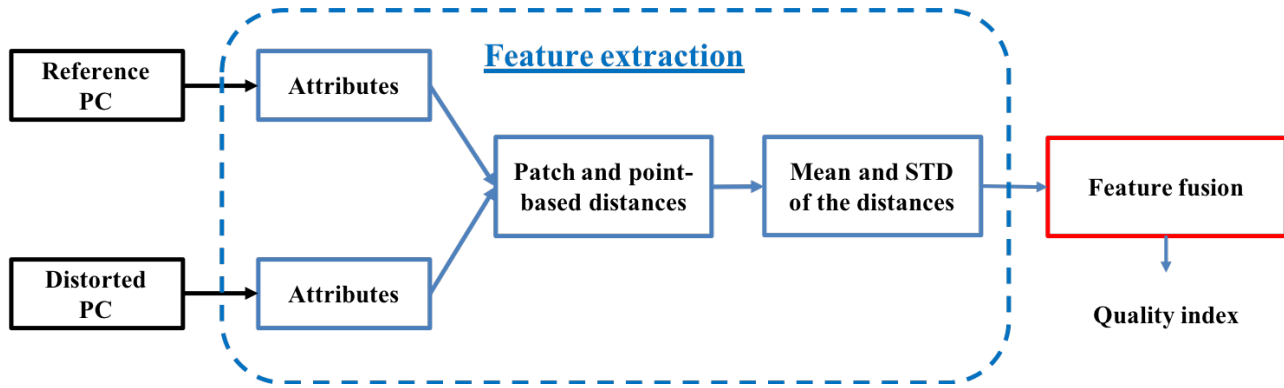 Feature extraction
Reference
PC
Attributes
Patch and point-
based distances
Mean and STD
of the distances
Feature fusion
Distorted
PC
Attributes
Quality index